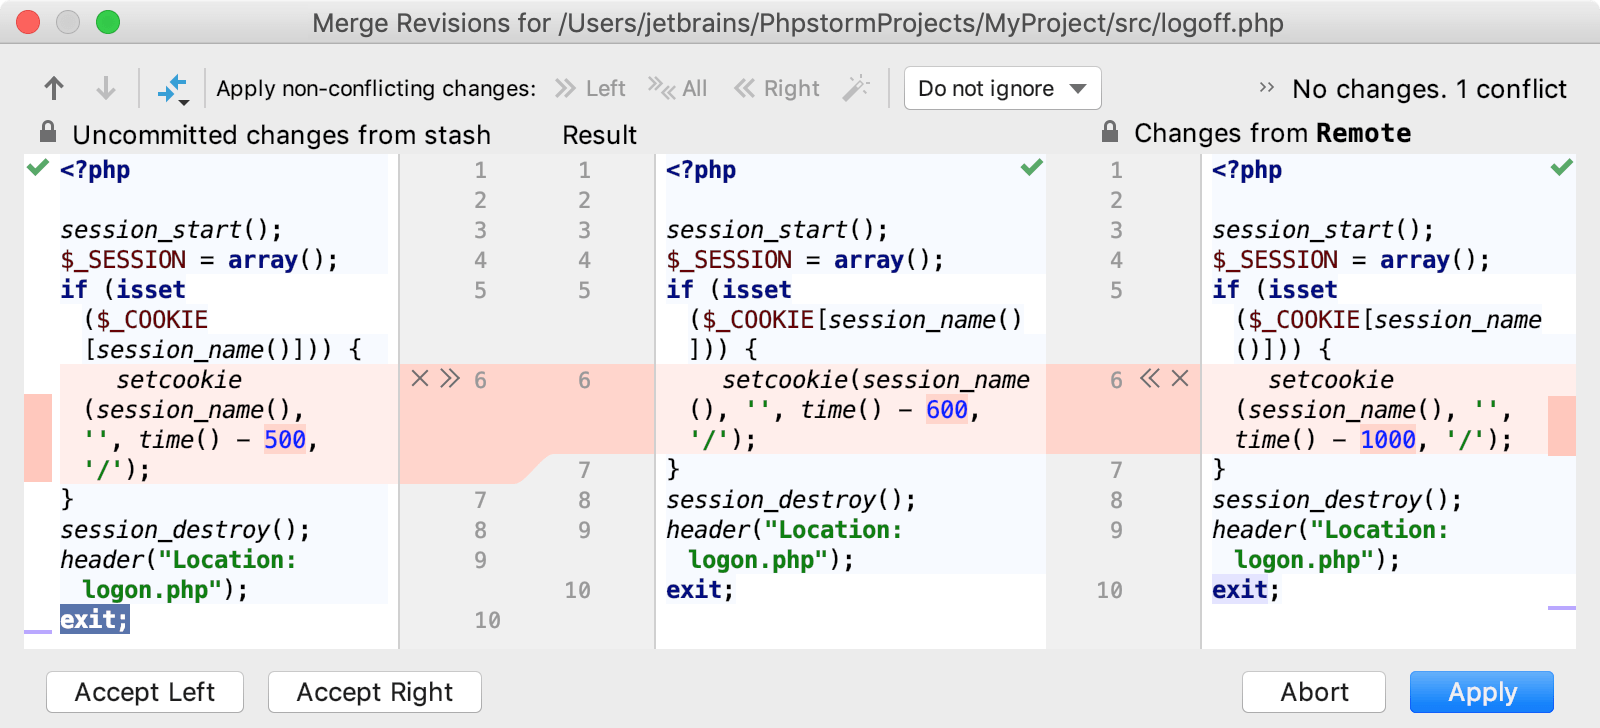 Merge Revisions for /Users/jetbrains/PhpstormProjects/MyProject/src/logoff.php
Apply non-conflicting changes: Left All Right Do not ignore No changes. 1 conflict
Uncommitted changes from stash Result Changes from Remote
<?php
session_start();
$_SESSION = array();
if (isset
($_COOKIE
[session_name()])) {
setcookie
(session_name(),
'', time() - 500,
'/');
}
session_destroy();
header("Location:
logon.php");
exit;
1
2
3
4
5
6
7
8
9
10
1
2
3
4
5
6
7
8
9
10
<?php
session_start();
$_SESSION = array();
if (isset
($_COOKIE[session_name()
])) {
setcookie(session_name
(), '', time() - 600,
'/');
}
session_destroy();
header("Location:
logon.php");
exit;
1
2
3
4
5
6
7
8
9
10
<?php
session_start();
$_SESSION = array();
if (isset
($_COOKIE[session_name
()])) {
setcookie
(session_name(), '',
time() - 1000, '/');
}
session_destroy();
header("Location:
logon.php");
exit;
Accept Left Accept Right Abort Apply